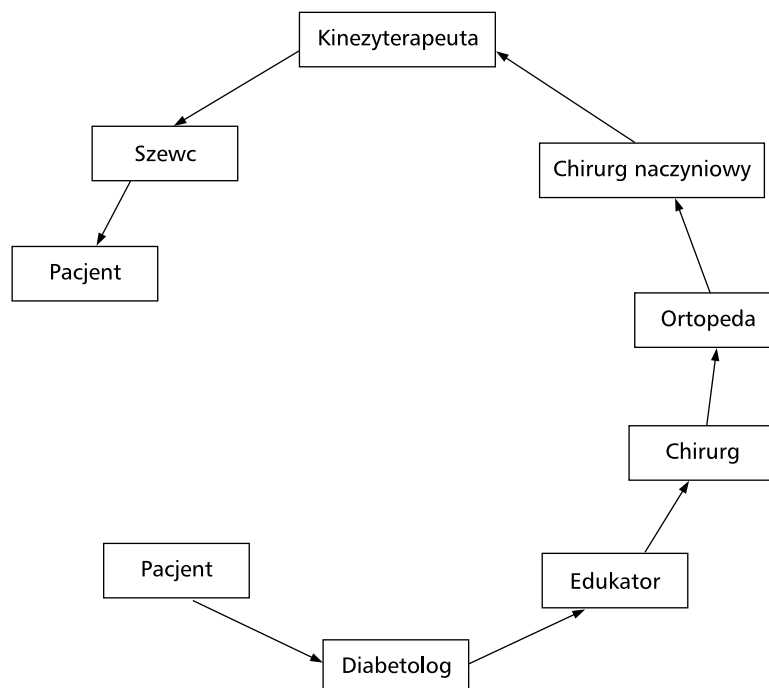 Kinezyterapeuta
Szewc
Chirurg naczyniowy
Pacjent
Ortopeda
Chirurg
Pacjent
Edukator
Diabetolog